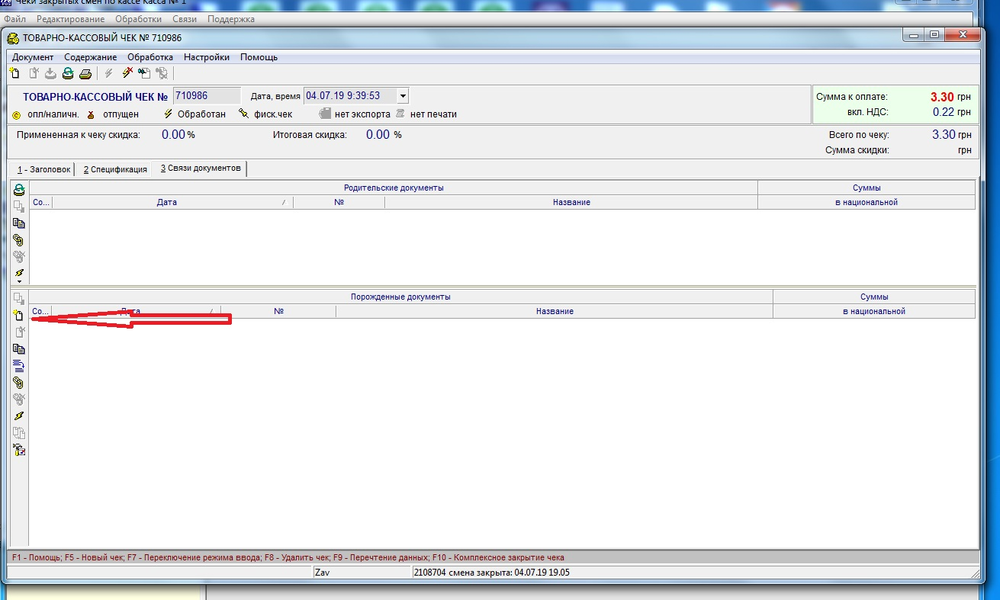 Чеки закрытых смен по кассе Касса № 1
Файл Редактирование Обработки Связи Поддержка
ТОВАРНО-КАССОВЫЙ ЧЕК № 710986
Документ Содержание Обработка Настройки Помощь
ТОВАРНО-КАССОВЫЙ ЧЕК № 710986 Дата, время 04.07.19 9:39:53
Сумма к оплате: 3.30 грн
опл/наличн. отпущен Обработан фиск.чек нет экспорта нет печати
вкл. НДС: 0.22 грн
Примененная к чеку скидка: 0.00 % Итоговая скидка: 0.00 %
Всего по чеку: 3.30 грн
Сумма скидки: грн
1 - Заголовок 2 Спецификация 3 Связи документов
Родительские документы Суммы
Со... Дата / № Название в национальной
Порожденные документы Суммы
Со... Дата / № Название в национальной
F1 - Помощь; F5 - Новый чек; F7 - Переключение режима ввода; F8 - Удалить чек; F9 - Перечтение данных; F10 - Комплексное закрытие чека
Zav 2108704 смена закрыта: 04.07.19 19.05